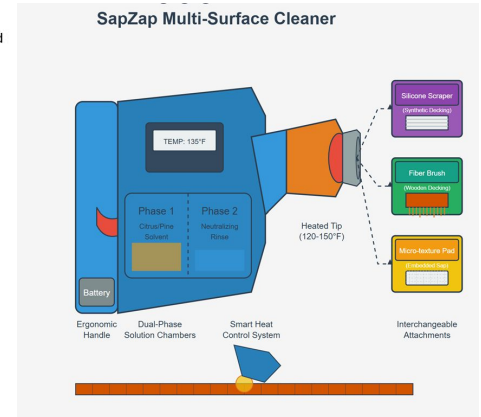 SapZap Multi-Surface Cleaner
d
TEMP: 135°F
Phase 1
Citrus/Pine
Solvent
Phase 2
Neutralizing
Rinse
Battery
Heated Tip
(120-150°F)
Silicone Scraper
(Synthetic Decking)
Fiber Brush
(Wooden Decking)
Micro-texture Pad
(Embedded Sap)
Ergonomic
Handle
Dual-Phase
Solution Chambers
Smart Heat
Control System
Interchangeable
Attachments